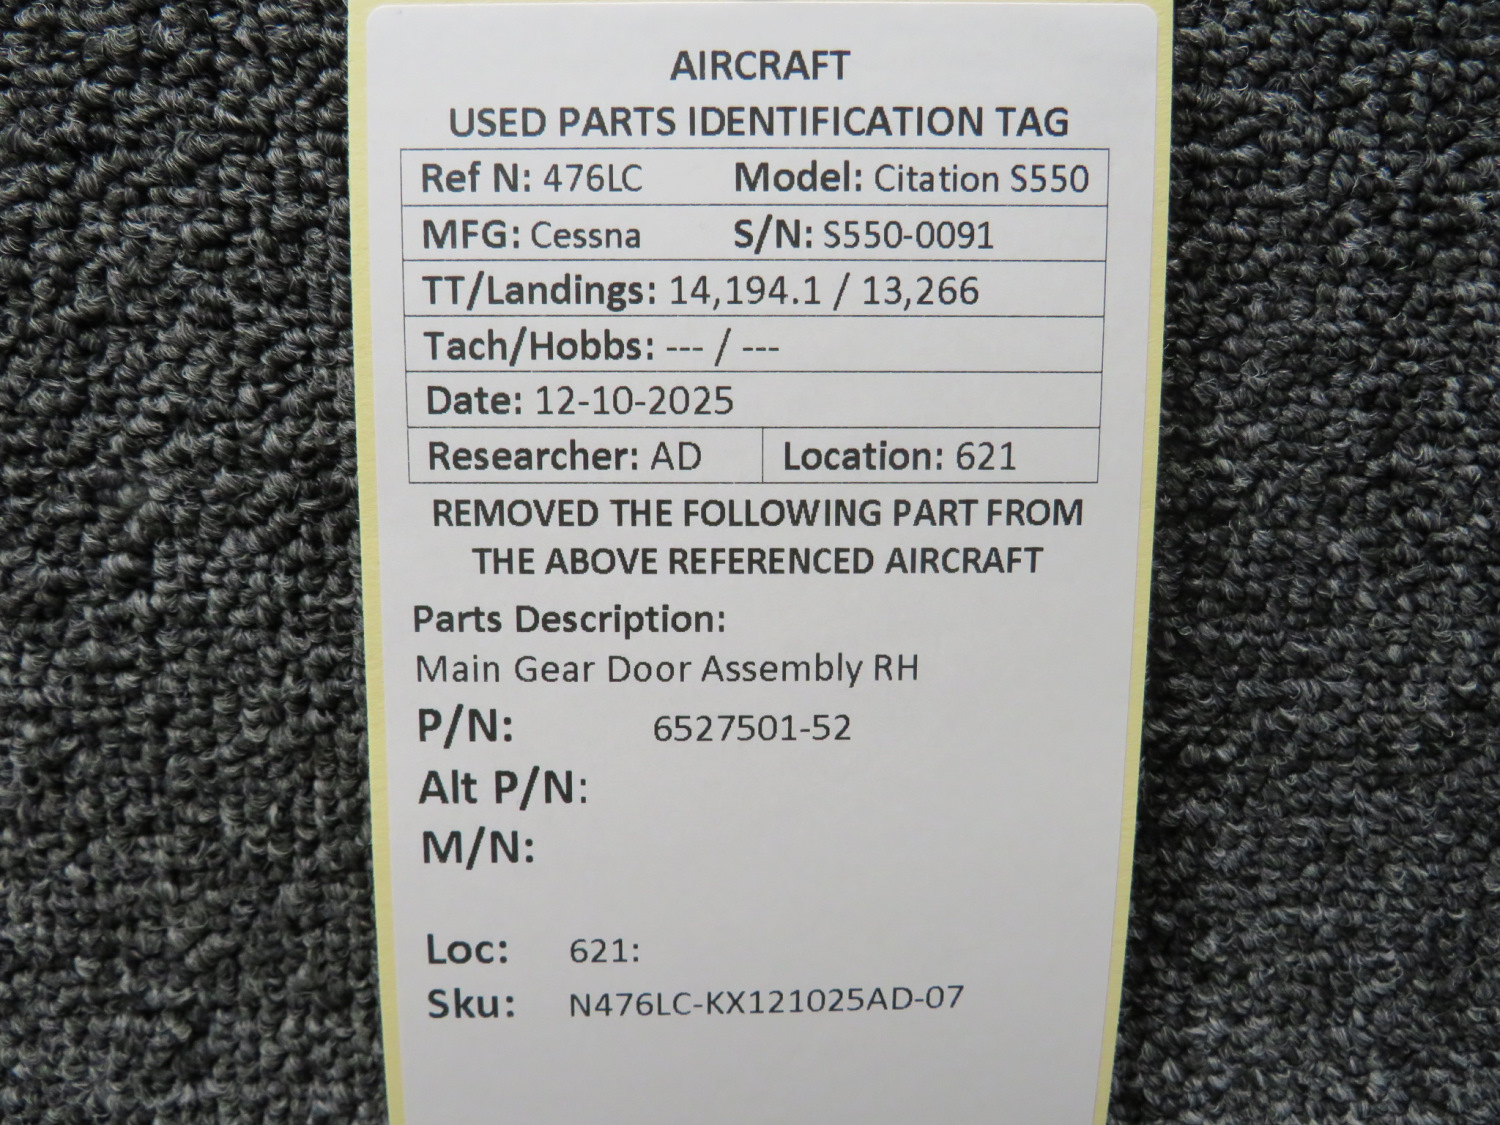 AIRCRAFT
USED PARTS IDENTIFICATION TAG
Ref N: 476LC Model: Citation S550
MFG: Cessna S/N: S550-0091
TT/Landings: 14,194.1 / 13,266
Tach/Hobbs: --- / ---
Date: 12-10-2025
Researcher: AD Location: 621
REMOVED THE FOLLOWING PART FROM
THE ABOVE REFERENCED AIRCRAFT
Parts Description:
Main Gear Door Assembly RH
P/N: 6527501-52
Alt P/N:
M/N:
Loc: 621:
Sku: N476LC-KX121025AD-07